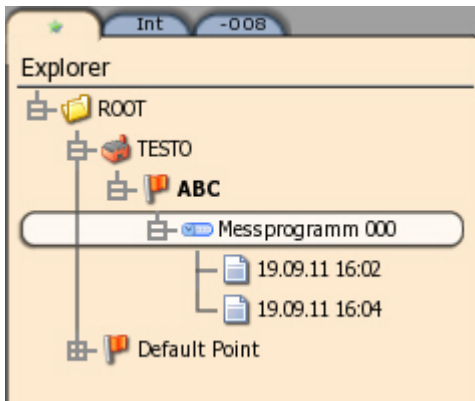 Int -008
Explorer
ROOT
TESTO
ABC
Messprogramm 000
19.09.11 16:02
19.09.11 16:04
Default Point